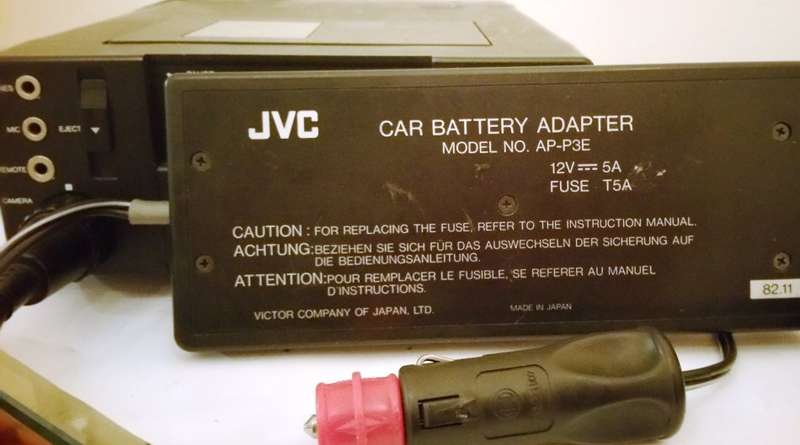 MIC
EJECT
REMOTE
CAMERA
JVC
CAR BATTERY ADAPTER
MODEL NO. AP-P3E
12V⎓5A
FUSE T5A
CAUTION : FOR REPLACING THE FUSE, REFER TO THE INSTRUCTION MANUAL.
ACHTUNG: BEZIEHEN SIE SICH FÜR DAS AUSWECHSELN DER SICHERUNG AUF
DIE BEDIENUNGSANLEITUNG.
ATTENTION: POUR REMPLACER LE FUSIBLE, SE REFERER AU MANUEL
D'INSTRUCTIONS.
82.11
VICTOR COMPANY OF JAPAN, LTD. MADE IN JAPAN